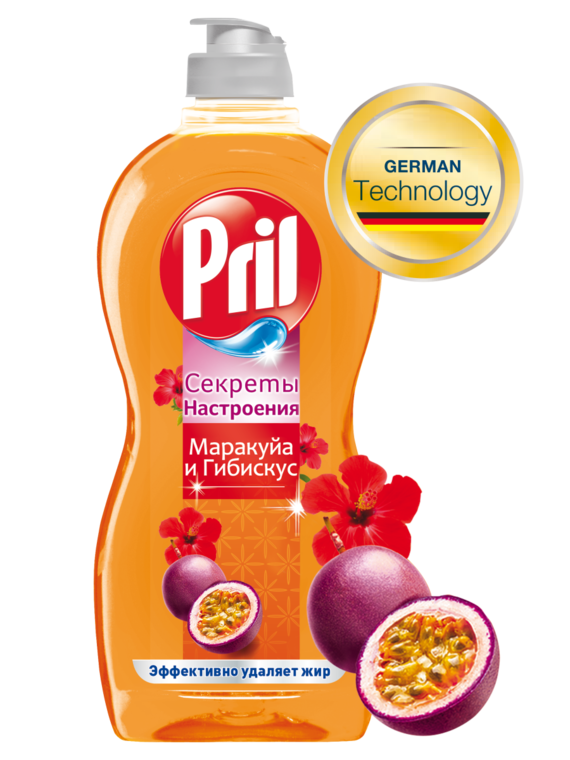 Pril
GERMAN
Technology
Секреты
Настроения
Маракуйа
и Гибискус
Эффективно удаляет жир